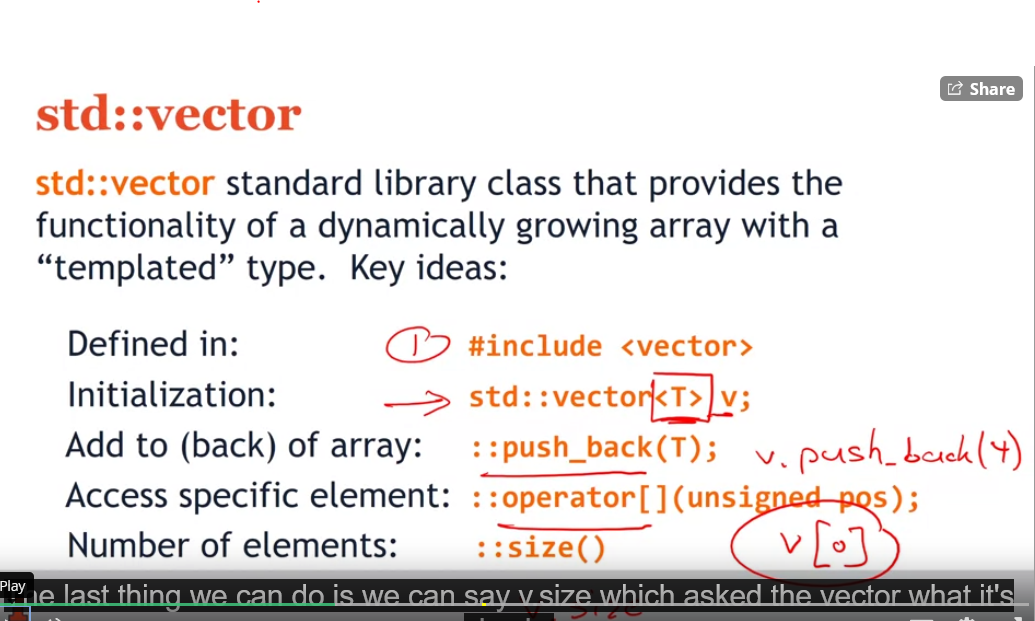 Share
std::vector
std::vector standard library class that provides the
functionality of a dynamically growing array with a
“templated” type. Key ideas:
Defined in: 1 #include <vector>
Initialization: std::vector<T> v;
Add to (back) of array: ::push_back(T); v.push_back(4)
Access specific element: ::operator[](unsigned pos);
Number of elements: ::size() v[0]
Play
last thing we can do is we can say v size which asked the vector what it's
v. size